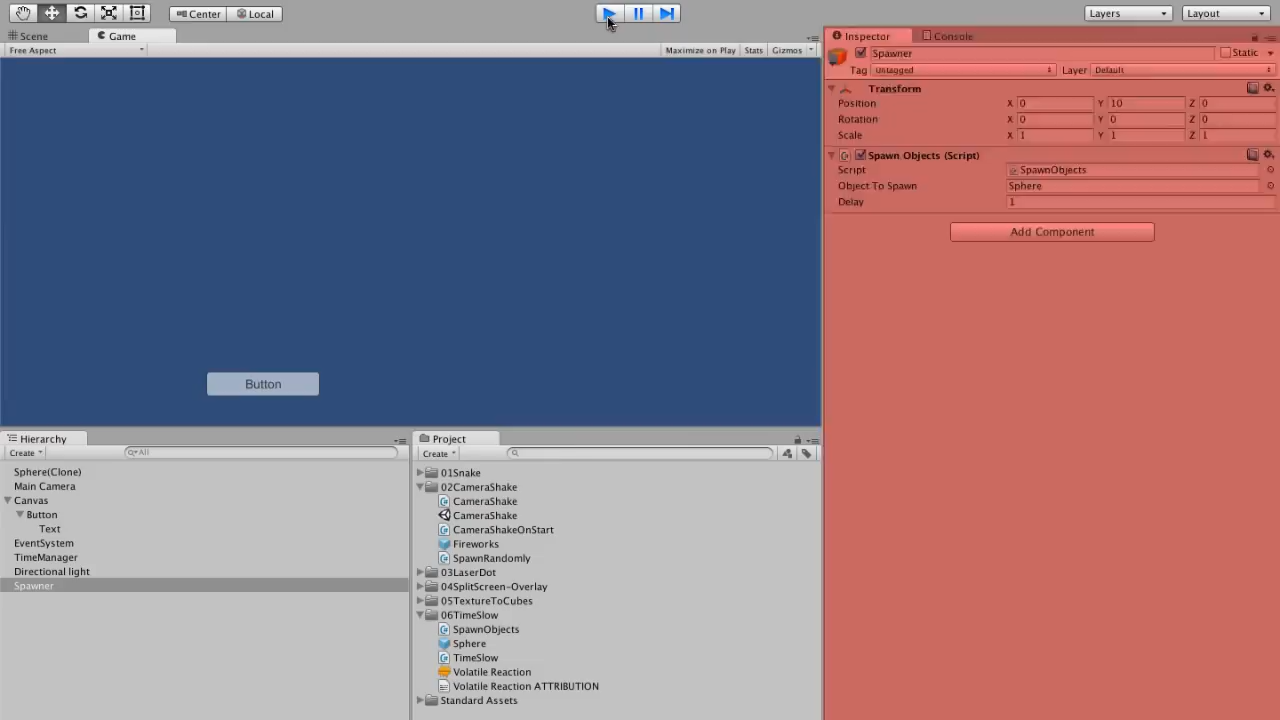 Center Local Layers Layout
Scene Game Inspector Console
Free Aspect Maximize on Play Stats Gizmos
Spawner Static
Tag Untagged Layer Default
Transform
Position X 0 Y 10 Z 0
Rotation X 0 Y 0 Z 0
Scale X 1 Y 1 Z 1
Spawn Objects (Script)
Script SpawnObjects
Object To Spawn Sphere
Delay 1
Add Component
Button
Hierarchy
Create All
Sphere(Clone)
Main Camera
Canvas
Button
Text
EventSystem
TimeManager
Directional light
Spawner
Project
Create
01Snake
02CameraShake
CameraShake
CameraShake
CameraShakeOnStart
Fireworks
SpawnRandomly
03LaserDot
04SplitScreen-Overlay
05TextureToCubes
06TimeSlow
SpawnObjects
Sphere
TimeSlow
Volatile Reaction
Volatile Reaction ATTRIBUTION
Standard Assets